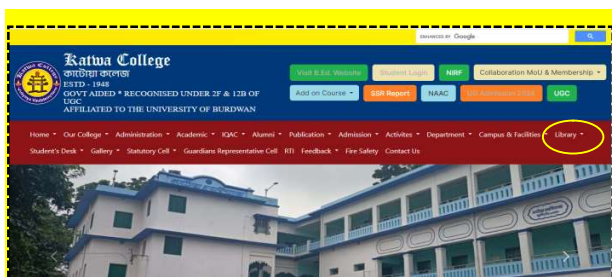 ENHANCED BY Google
Katwa College
কাটোয়া কলেজ
ESTD - 1948
GOVT AIDED * RECOGNISED UNDER 2F & 12B OF
UGC
AFFILIATED TO THE UNIVERSITY OF BURDWAN
Visit B.Ed. Website Student Login NIRF Collaboration MoU & Membership
Add on Course SSR Report NAAC UG Admission 2024 UGC
Home Our College Administration Academic IQAC Alumni Publication Admission Activites Department Campus & Facilities Library
Student's Desk Gallery Statutory Cell Guardians Representative Cell RTI Feedback Fire Safety Contact Us